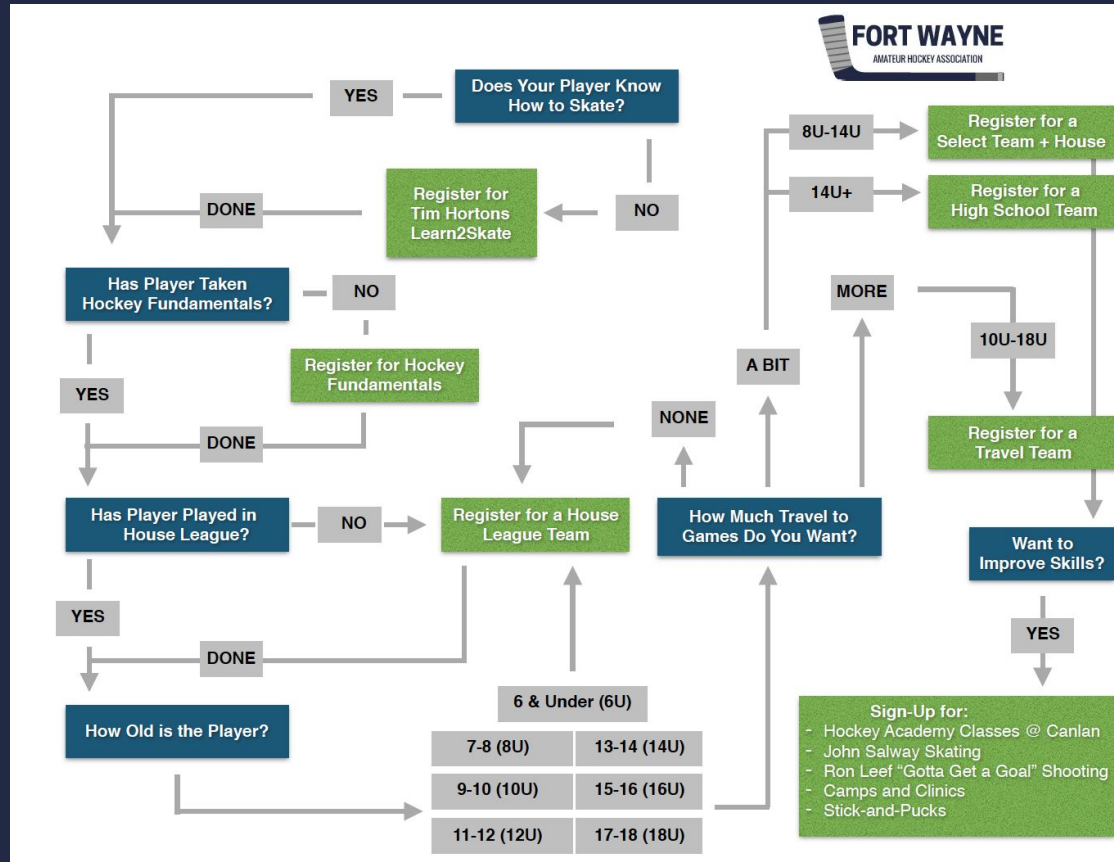 FORT WAYNE
AMATEUR HOCKEY ASSOCIATION
Does Your Player Know
How to Skate?
YES
NO
Register for
Tim Hortons
Learn2Skate
DONE
Has Player Taken
Hockey Fundamentals?
NO
Register for Hockey
Fundamentals
YES
DONE
Has Player Played in
House League?
NO
Register for a House
League Team
YES
DONE
How Old is the Player?
6 & Under (6U)
7-8 (8U)
13-14 (14U)
9-10 (10U)
15-16 (16U)
11-12 (12U)
17-18 (18U)
How Much Travel to
Games Do You Want?
NONE
A BIT
MORE
8U-14U
Register for a
Select Team + House
14U+
Register for a
High School Team
10U-18U
Register for a
Travel Team
Want to
Improve Skills?
YES
Sign-Up for:
- Hockey Academy Classes @ Canlan
- John Salway Skating
- Ron Leef “Gotta Get a Goal” Shooting
- Camps and Clinics
- Stick-and-Pucks